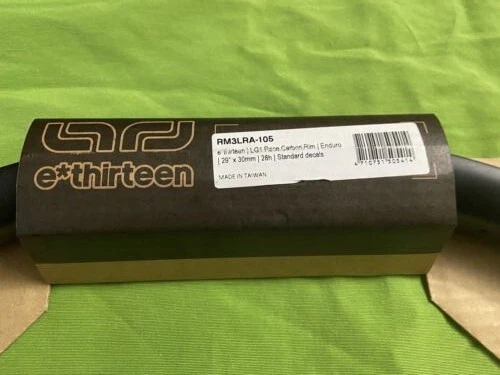 e*thirteen
RM3LRA-105
e*thirteen | LG1 Race Carbon Rim | Enduro
| 29" x 30mm | 28h | Standard decals
MADE IN TAIWAN